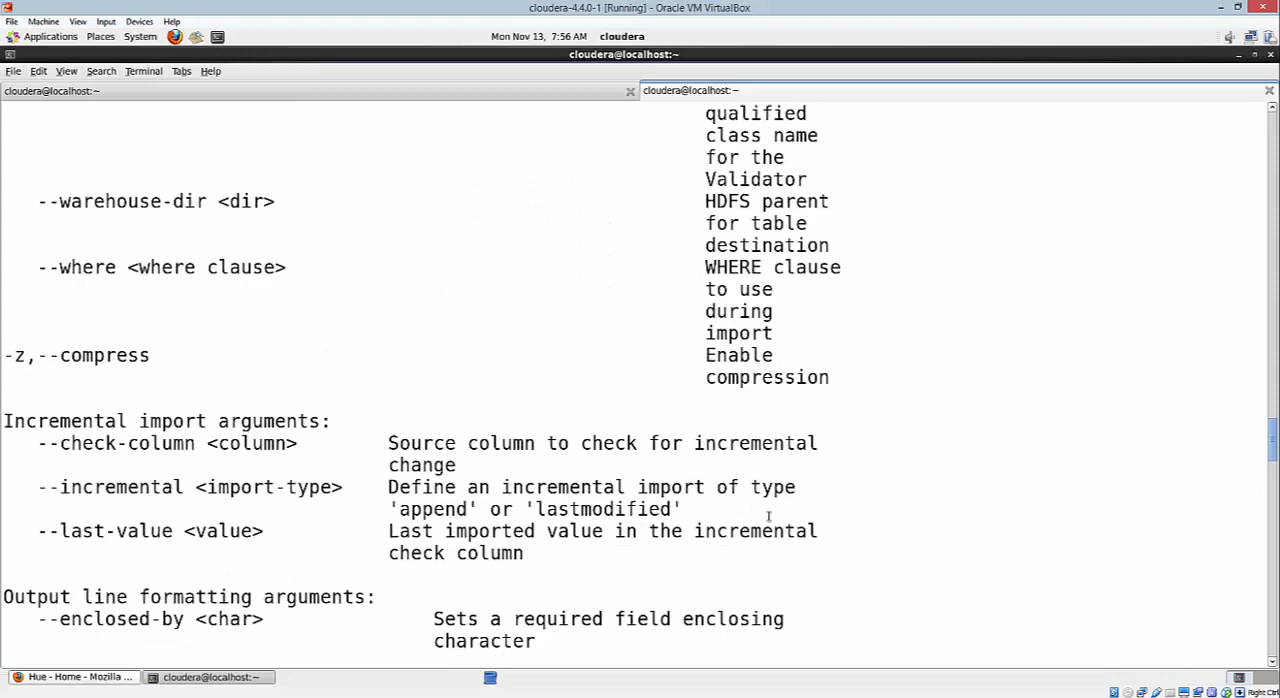 cloudera-4.4.0-1 [Running] - Oracle VM VirtualBox
File Machine View Input Devices Help
Applications Places System Mon Nov 13, 7:56 AM cloudera
cloudera@localhost:~
File Edit View Search Terminal Tabs Help
cloudera@localhost:~ cloudera@localhost:~
qualified
class name
for the
Validator
--warehouse-dir <dir> HDFS parent
for table
destination
--where <where clause> WHERE clause
to use
during
import
-z,--compress Enable
compression
Incremental import arguments:
--check-column <column> Source column to check for incremental
change
--incremental <import-type> Define an incremental import of type
'append' or 'lastmodified'
--last-value <value> Last imported value in the incremental
check column
Output line formatting arguments:
--enclosed-by <char> Sets a required field enclosing
character
Hue - Home - Mozilla ... cloudera@localhost:~
Right Ctrl